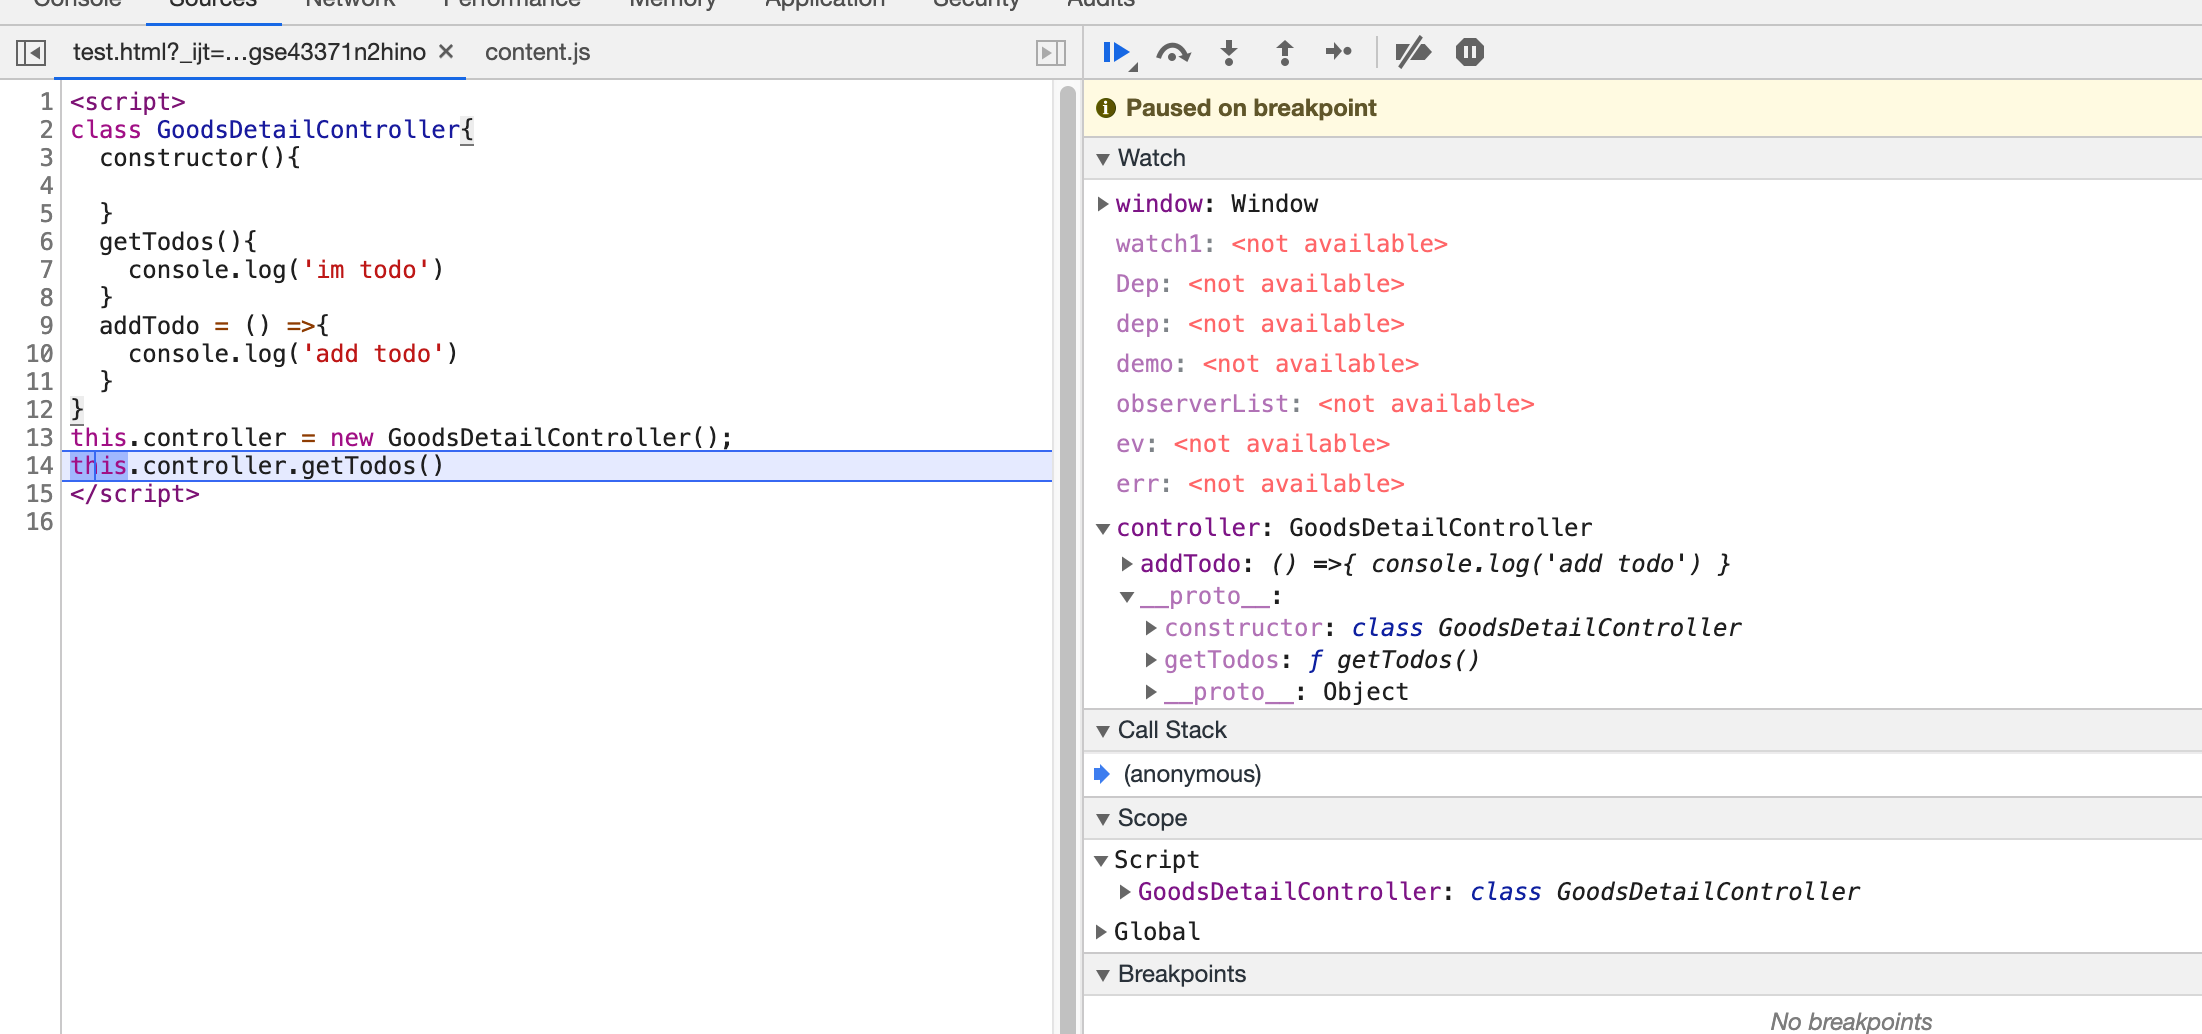 Console Sources Network Performance Memory Application Security Audits
test.html?_ijt=...gse43371n2hino × content.js
1 <script>
2 class GoodsDetailController{
3 constructor(){
4
5 }
6 getTodos(){
7 console.log('im todo')
8 }
9 addTodo = () =>{
10 console.log('add todo')
11 }
12 }
13 this.controller = new GoodsDetailController();
14 this.controller.getTodos()
15 </script>
16
Paused on breakpoint
Watch
window: Window
watch1: <not available>
Dep: <not available>
dep: <not available>
demo: <not available>
observerList: <not available>
ev: <not available>
err: <not available>
controller: GoodsDetailController
addTodo: () =>{ console.log('add todo') }
__proto__:
constructor: class GoodsDetailController
getTodos: ƒ getTodos()
__proto__: Object
Call Stack
(anonymous)
Scope
Script
GoodsDetailController: class GoodsDetailController
Global
Breakpoints
No breakpoints